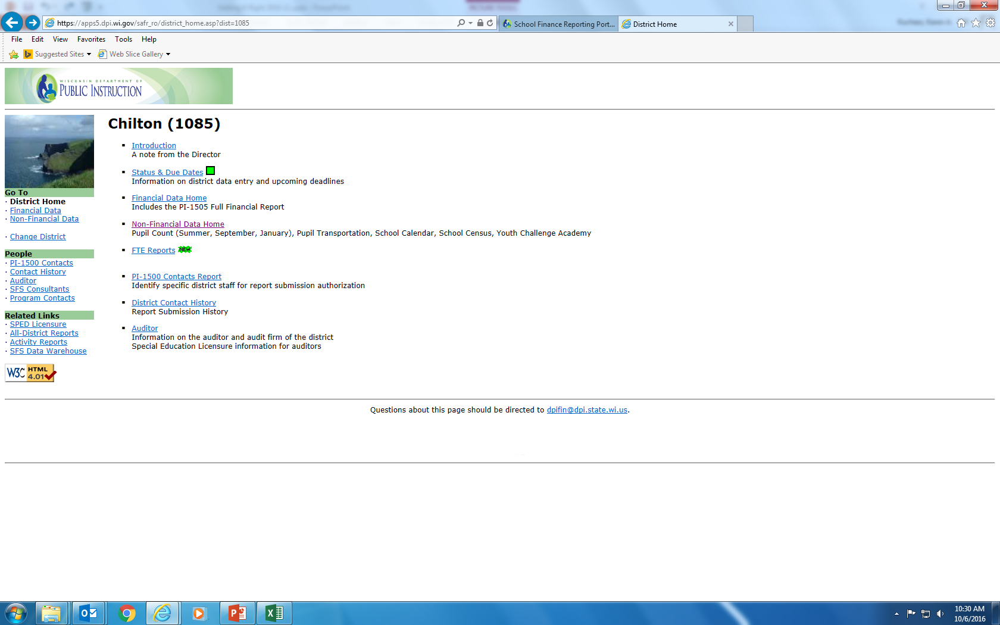 https://apps5.dpi.wi.gov/safr_ro/district_home.asp?dist=1085
School Finance Reporting Port...
District Home
File Edit View Favorites Tools Help
Suggested Sites
Web Slice Gallery
WISCONSIN DEPARTMENT OF
PUBLIC INSTRUCTION
Go To
· District Home
· Financial Data
· Non-Financial Data
· Change District
People
· PI-1500 Contacts
· Contact History
· Auditor
· SFS Consultants
· Program Contacts
Related Links
· SPED Licensure
· All-District Reports
· Activity Reports
· SFS Data Warehouse
W3C HTML 4.01
Chilton (1085)
Introduction
A note from the Director
Status & Due Dates
Information on district data entry and upcoming deadlines
Financial Data Home
Includes the PI-1505 Full Financial Report
Non-Financial Data Home
Pupil Count (Summer, September, January), Pupil Transportation, School Calendar, School Census, Youth Challenge Academy
FTE Reports NEW
PI-1500 Contacts Report
Identify specific district staff for report submission authorization
District Contact History
Report Submission History
Auditor
Information on the auditor and audit firm of the district
Special Education Licensure information for auditors
Questions about this page should be directed to dpifin@dpi.state.wi.us.
10:30 AM
10/6/2016